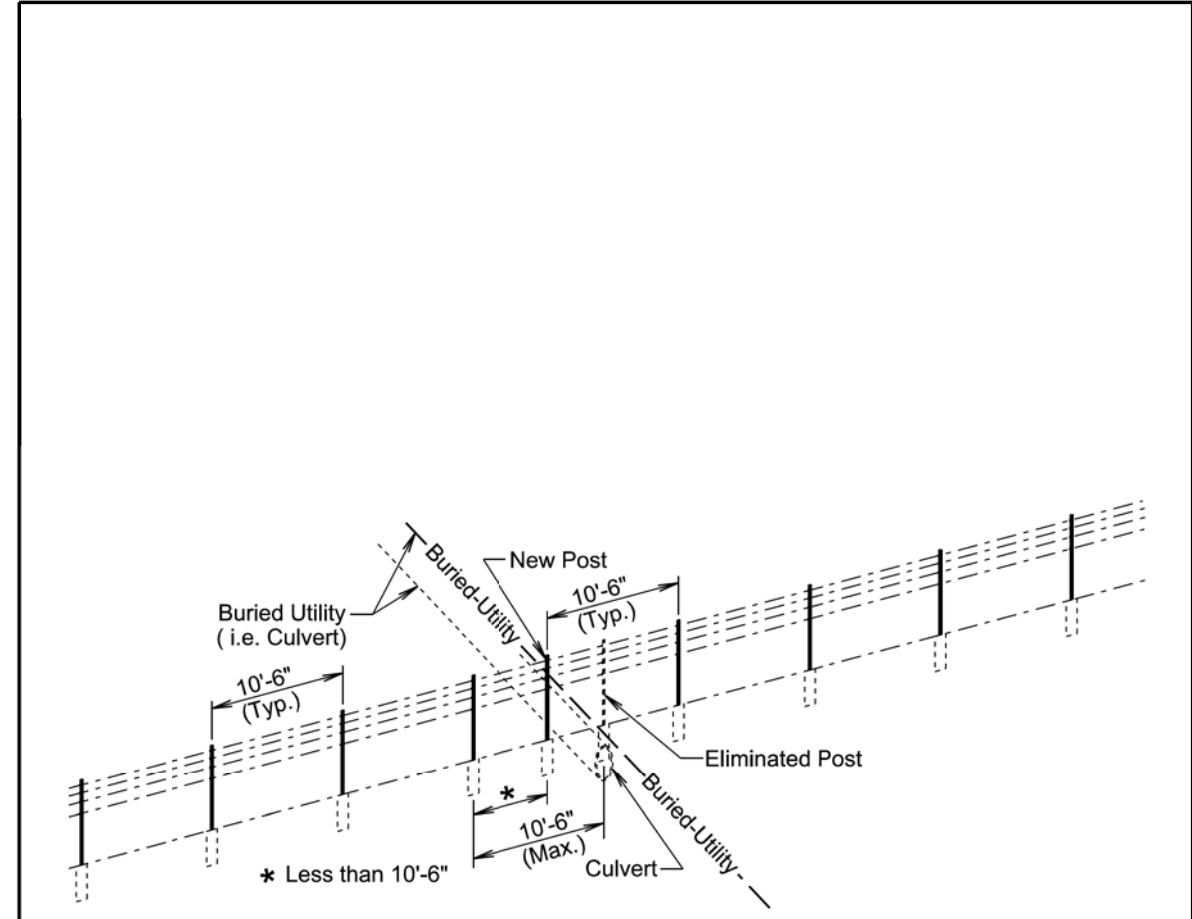 Buried-Utility
New Post
10'-6"
(Typ.)
Buried Utility
( i.e. Culvert)
10'-6"
(Typ.)
Eliminated Post
*
10'-6"
(Max.)
Buried-Utility
Culvert
* Less than 10'-6"